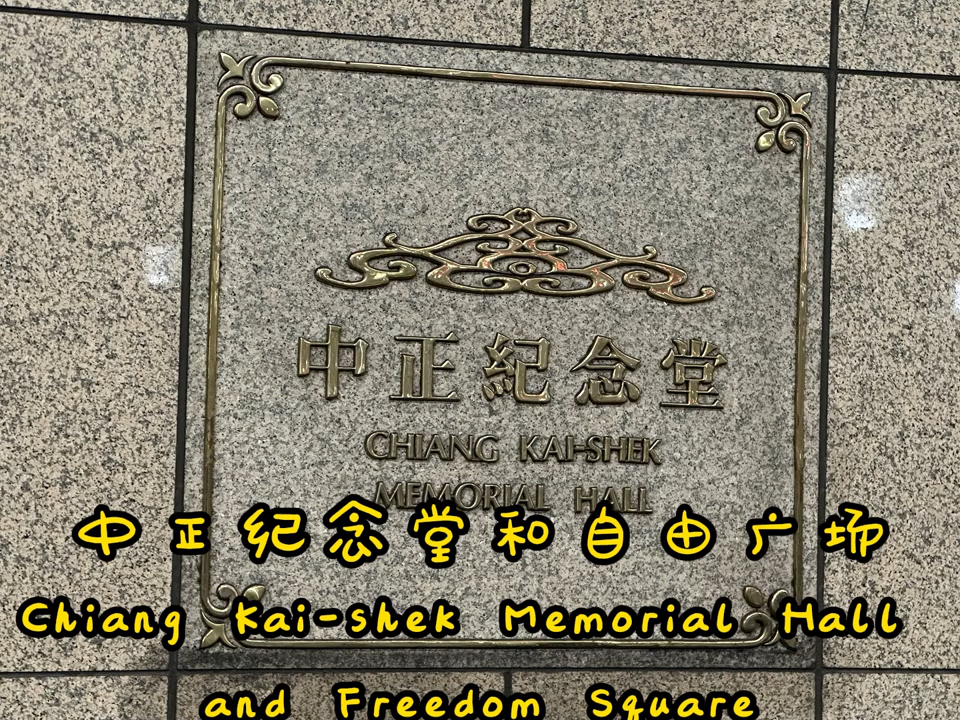 中正紀念堂
CHIANG KAI-SHEK
MEMORIAL HALL
中正纪念堂和自由广场
Chiang Kai-shek Memorial Hall
and Freedom Square